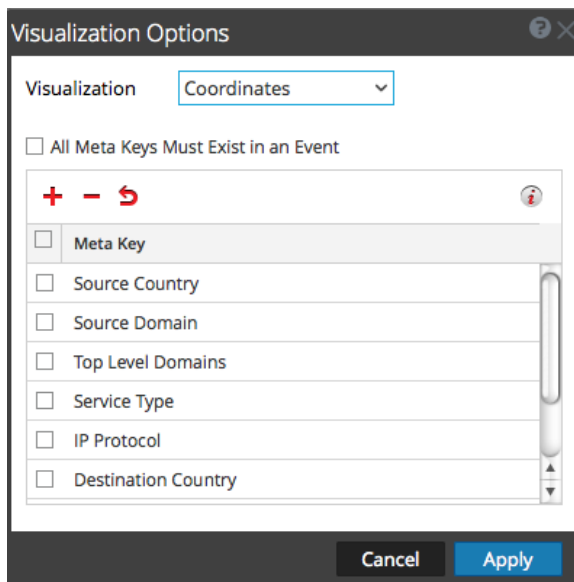 Visualization Options
Visualization Coordinates
All Meta Keys Must Exist in an Event
Meta Key
Source Country
Source Domain
Top Level Domains
Service Type
IP Protocol
Destination Country
Cancel Apply